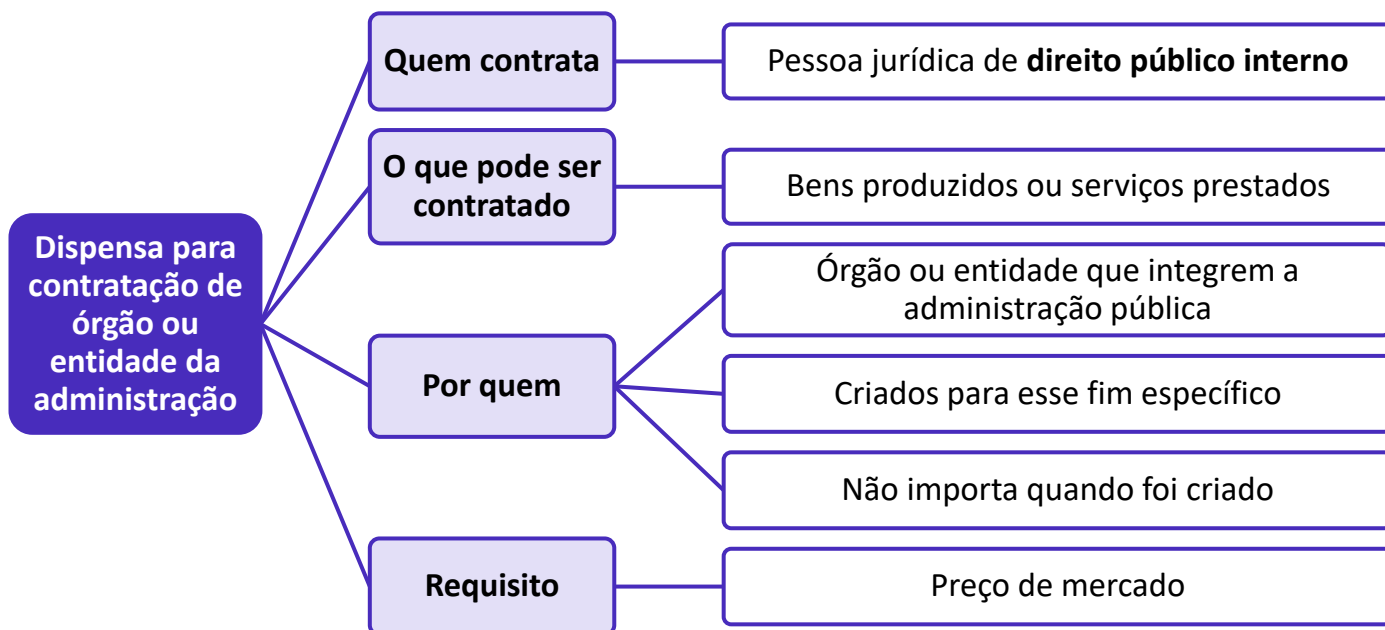 Dispensa para
contratação de
órgão ou
entidade da
administração
Quem contrata
Pessoa jurídica de direito público interno
O que pode ser
contratado
Bens produzidos ou serviços prestados
Por quem
Órgão ou entidade que integrem a
administração pública
Criados para esse fim específico
Não importa quando foi criado
Requisito
Preço de mercado